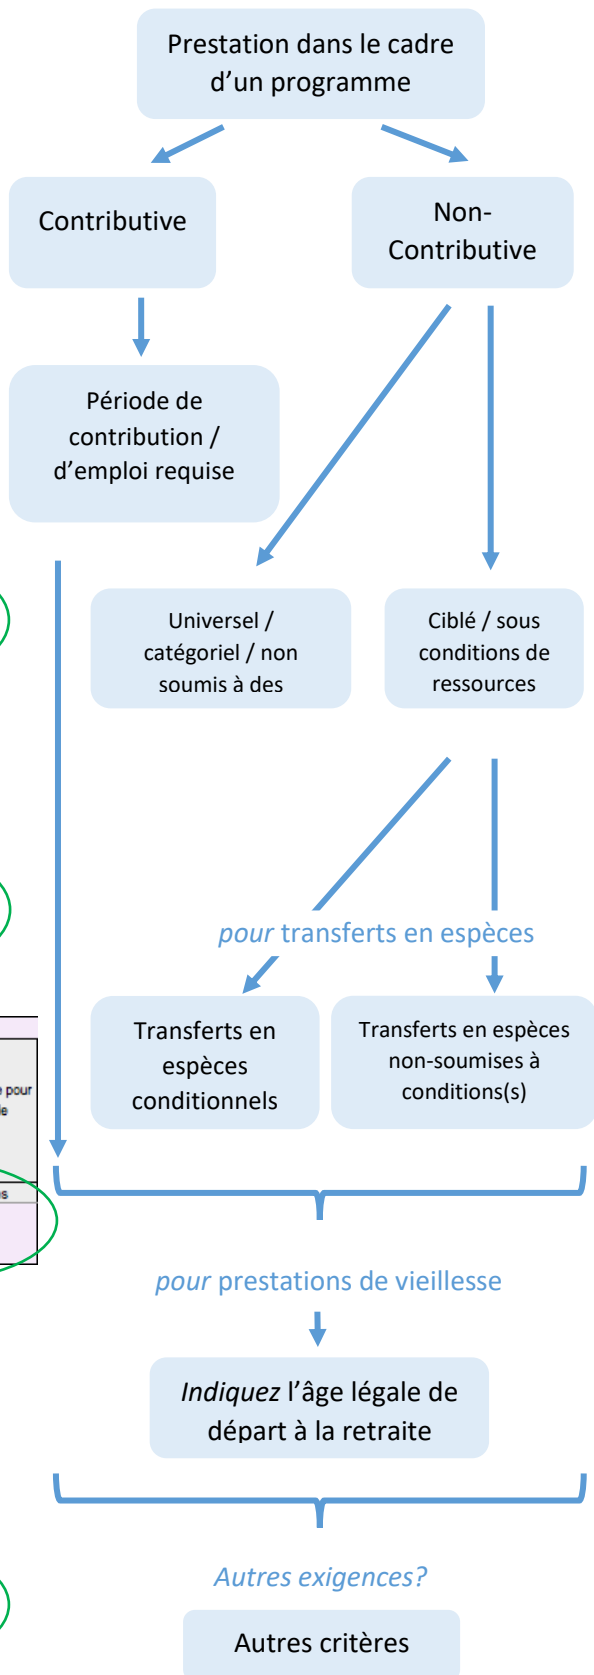 Prestation dans le cadre
d’un programme
Contributive
Non-
Contributive
Période de
contribution /
d’emploi requise
Universel /
catégoriel / non
soumis à des
Ciblé / sous
conditions de
ressources
pour transferts en espèces
Transferts en
espèces
conditionnels
Transferts en espèces
non-soumises à
conditions(s)
pour
pour prestations de vieillesse
Indiquez l’âge légale de
départ à la retraite
Autres exigences?
Autres critères